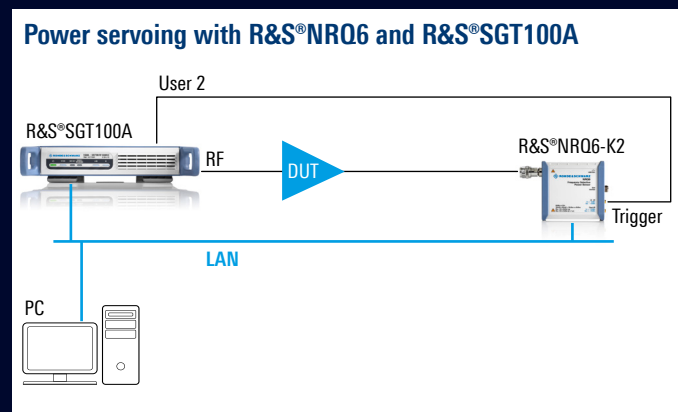 Power servoing with R&S®NRQ6 and R&S®SGT100A
User 2
R&S®SGT100A
RF
DUT
R&S®NRQ6-K2
Trigger
LAN
PC